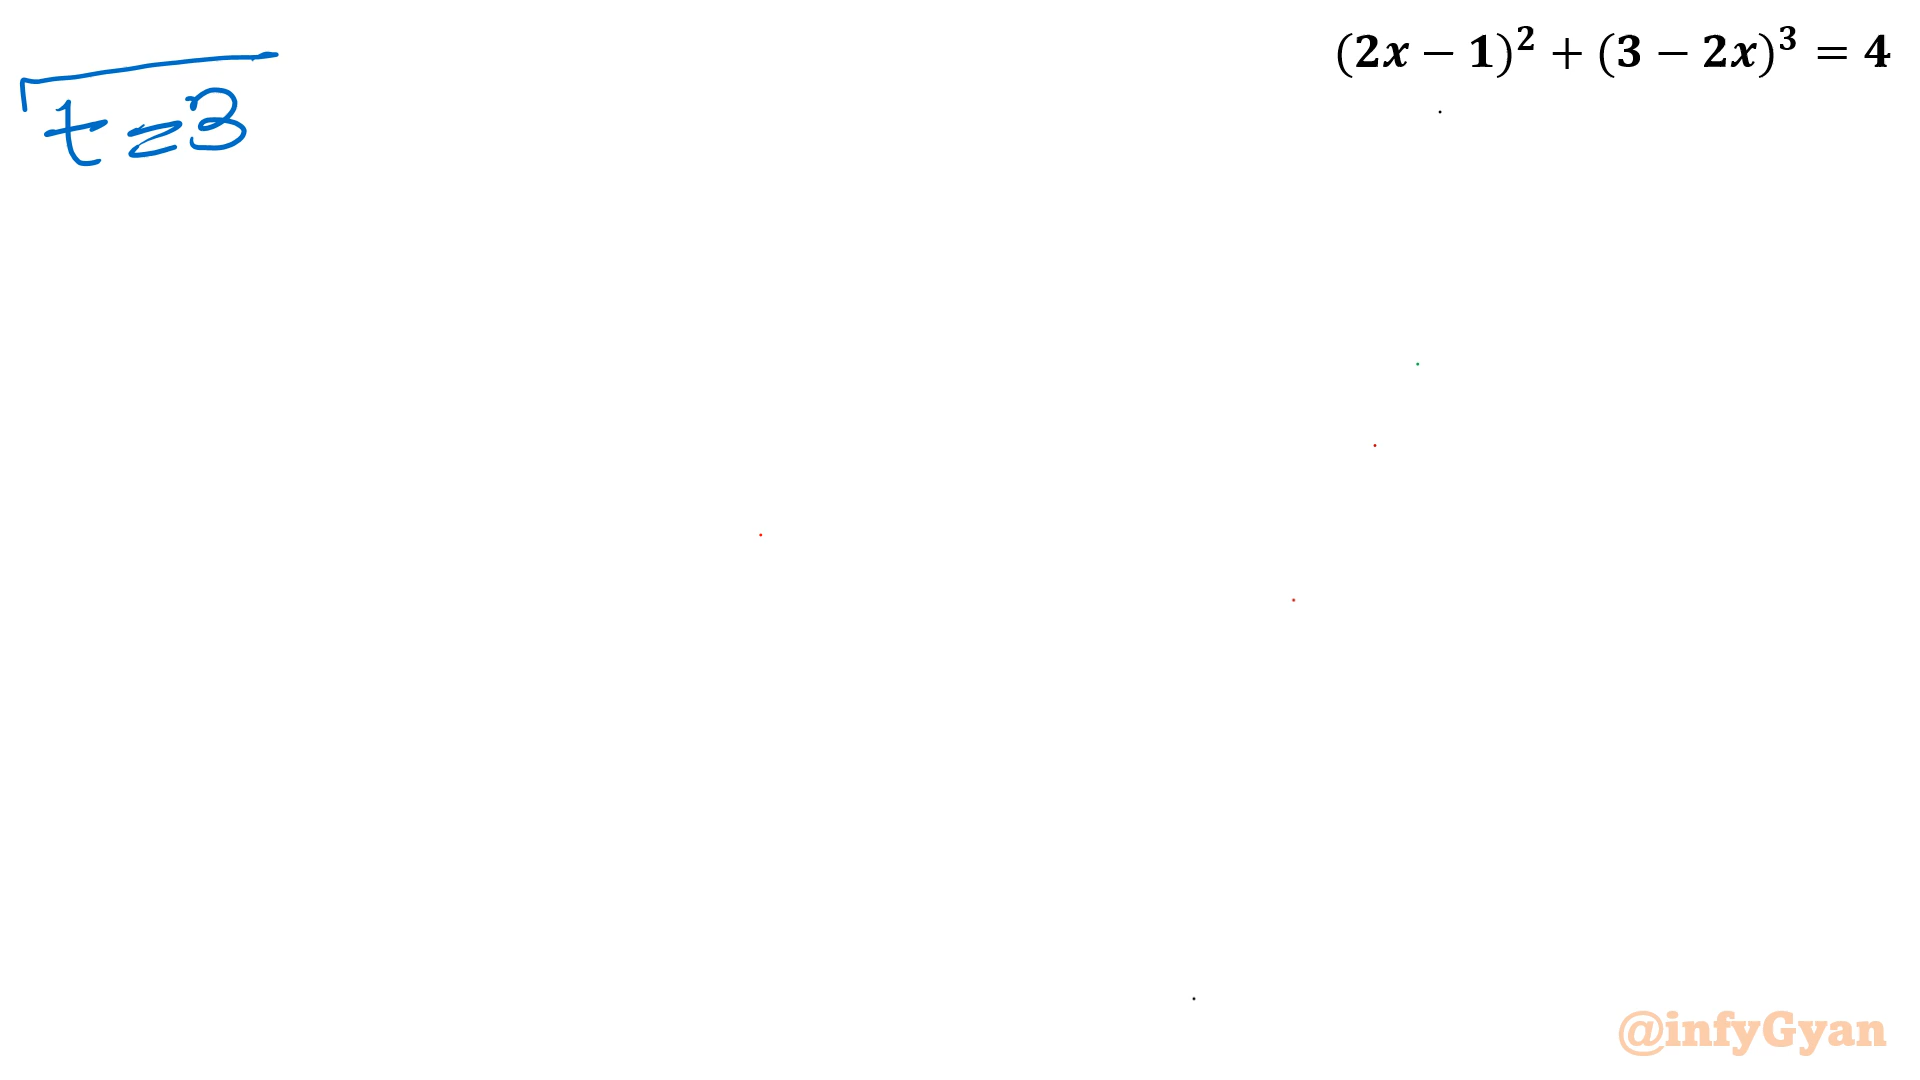 (2x − 1)² + (3 − 2x)³ = 4
t = 3
@infyGyan